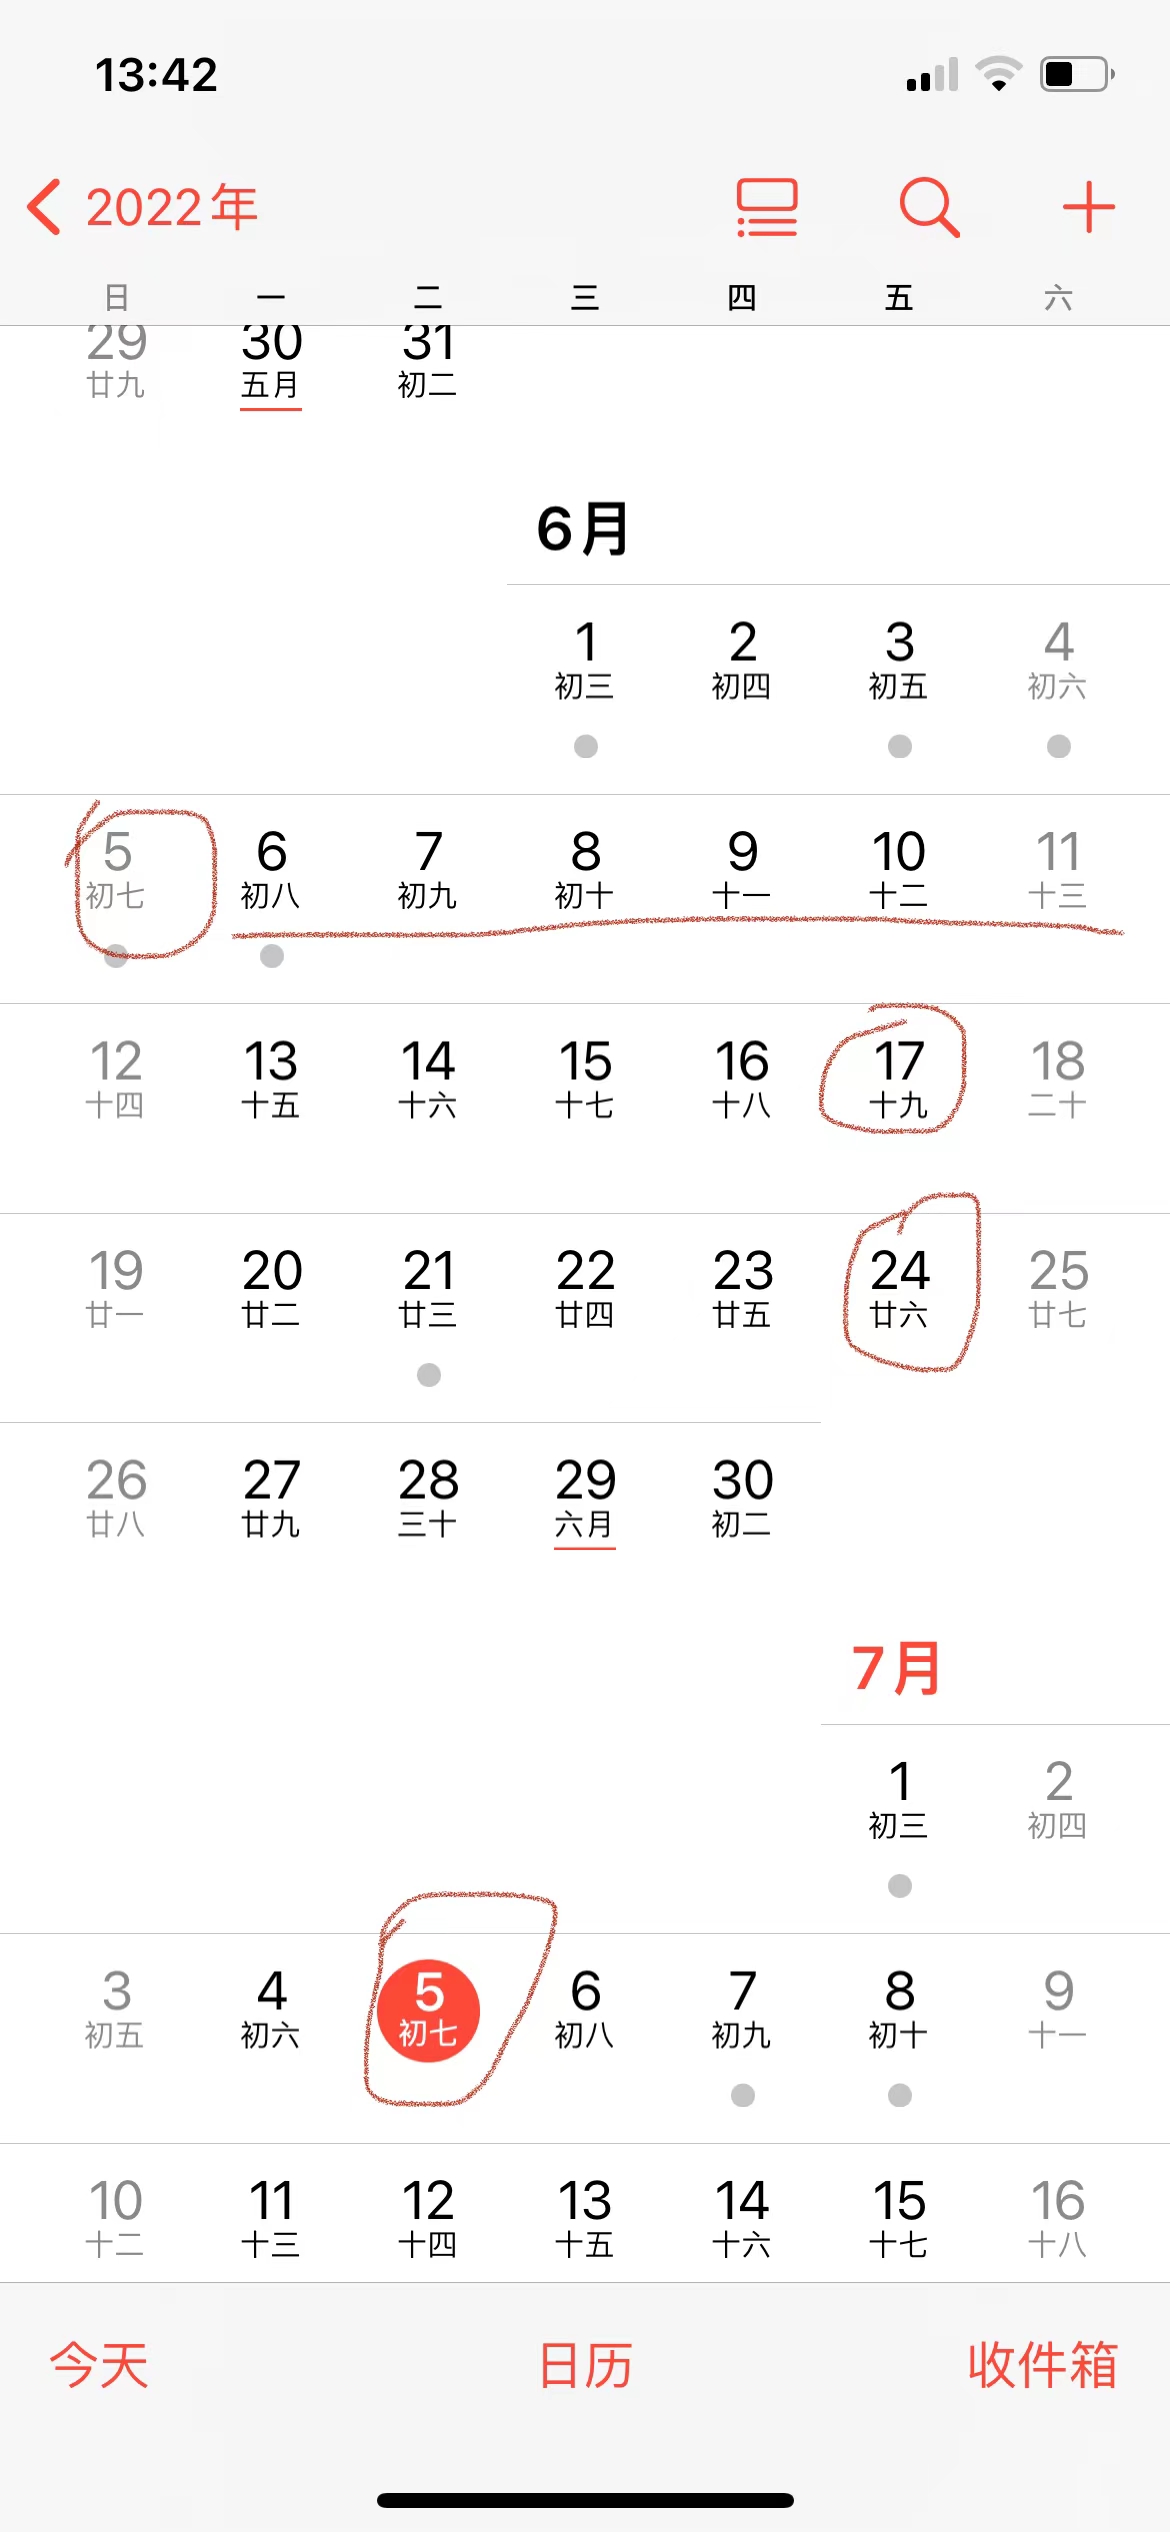 13:42
2022年
日 一 二 三 四 五 六
29 30 31
廿九 五月 初二
6月
1 2 3 4
初三 初四 初五 初六
5 6 7 8 9 10 11
初七 初八 初九 初十 十一 十二 十三
12 13 14 15 16 17 18
十四 十五 十六 十七 十八 十九 二十
19 20 21 22 23 24 25
廿一 廿二 廿三 廿四 廿五 廿六 廿七
26 27 28 29 30
廿八 廿九 三十 六月 初二
7月
1 2
初三 初四
3 4 5 6 7 8 9
初五 初六 初七 初八 初九 初十 十一
10 11 12 13 14 15 16
十二 十三 十四 十五 十六 十七 十八
今天 日历 收件箱